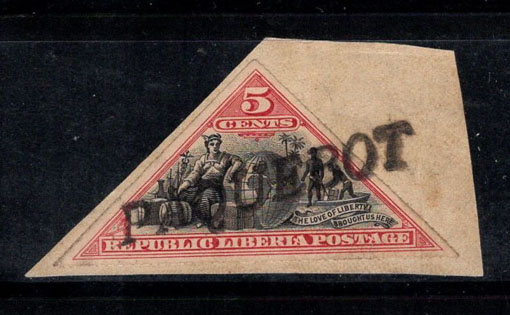 5
CENTS
THE LOVE OF LIBERTY
BROUGHT US HERE
REPUBLIC LIBERIA POSTAGE
PAQUEBOT